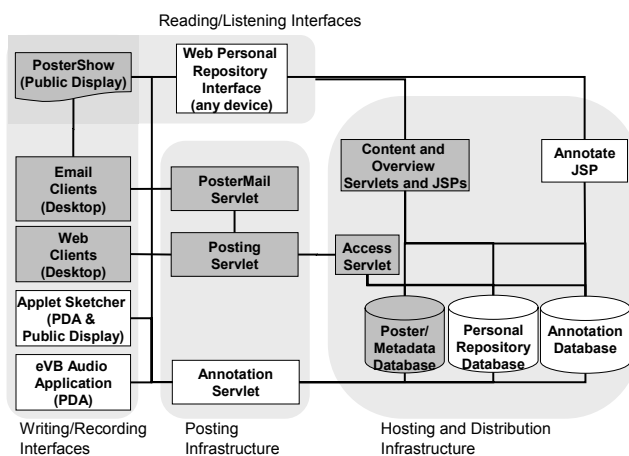 Reading/Listening Interfaces
PosterShow
(Public Display)
Web Personal
Repository
Interface
(any device)
Email
Clients
(Desktop)
PosterMail
Servlet
Content and
Overview
Servlets and JSPs
Annotate
JSP
Web
Clients
(Desktop)
Posting
Servlet
Access
Servlet
Applet Sketcher
(PDA &
Public Display)
Poster/
Metadata
Database
Personal
Repository
Database
Annotation
Database
eVB Audio
Application
(PDA)
Annotation
Servlet
Writing/Recording
Interfaces
Posting
Infrastructure
Hosting and Distribution
Infrastructure